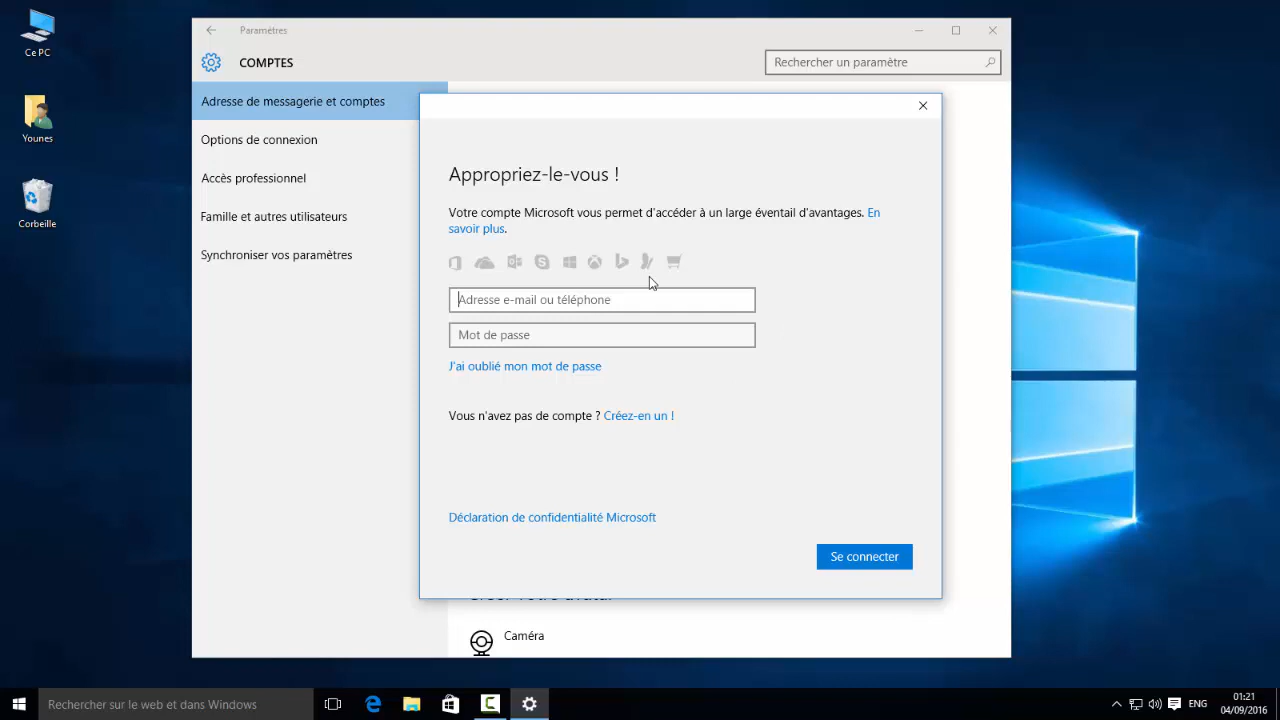 Ce PC
Younes
Corbeille
Paramètres
COMPTES
Rechercher un paramètre
Adresse de messagerie et comptes
Options de connexion
Accès professionnel
Famille et autres utilisateurs
Synchroniser vos paramètres
Appropriez-le-vous !
Votre compte Microsoft vous permet d'accéder à un large éventail d'avantages. En
savoir plus.
Adresse e-mail ou téléphone
Mot de passe
J'ai oublié mon mot de passe
Vous n'avez pas de compte ? Créez-en un !
Déclaration de confidentialité Microsoft
Se connecter
Caméra
Rechercher sur le web et dans Windows
ENG
01:21
04/09/2016